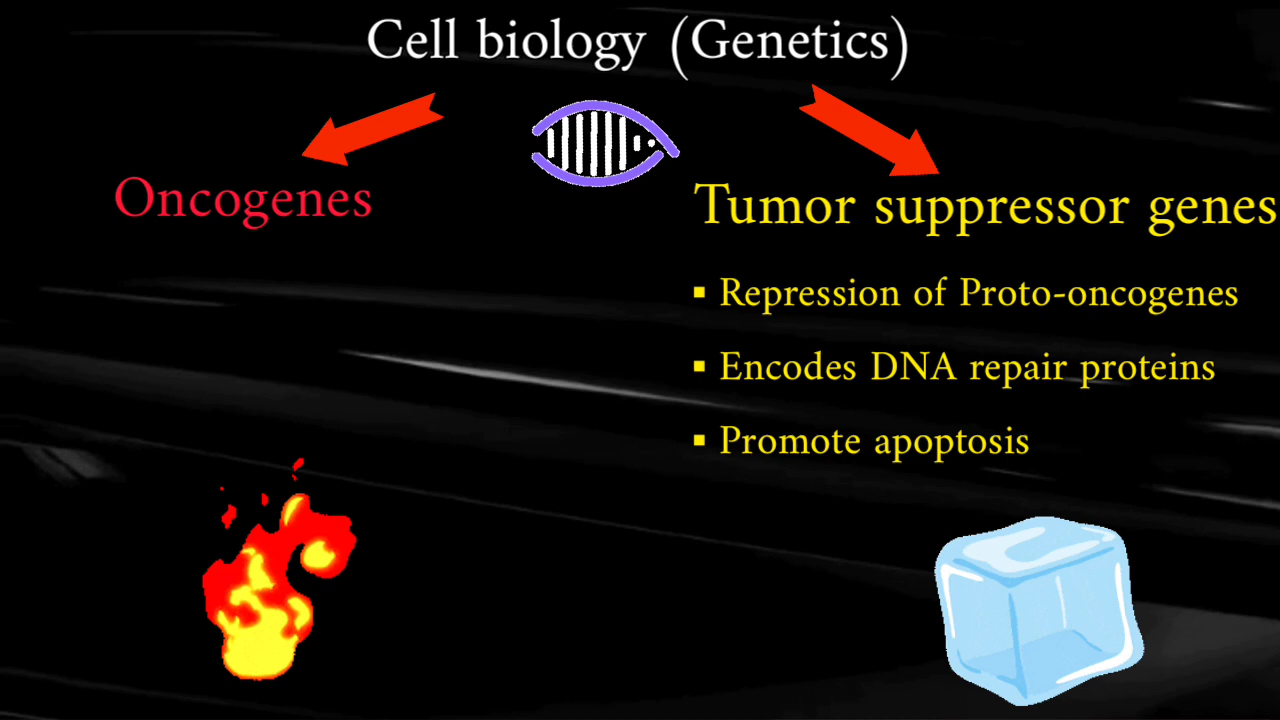 Cell biology (Genetics)
Oncogenes
Tumor suppressor genes
▪ Repression of Proto-oncogenes
▪ Encodes DNA repair proteins
▪ Promote apoptosis